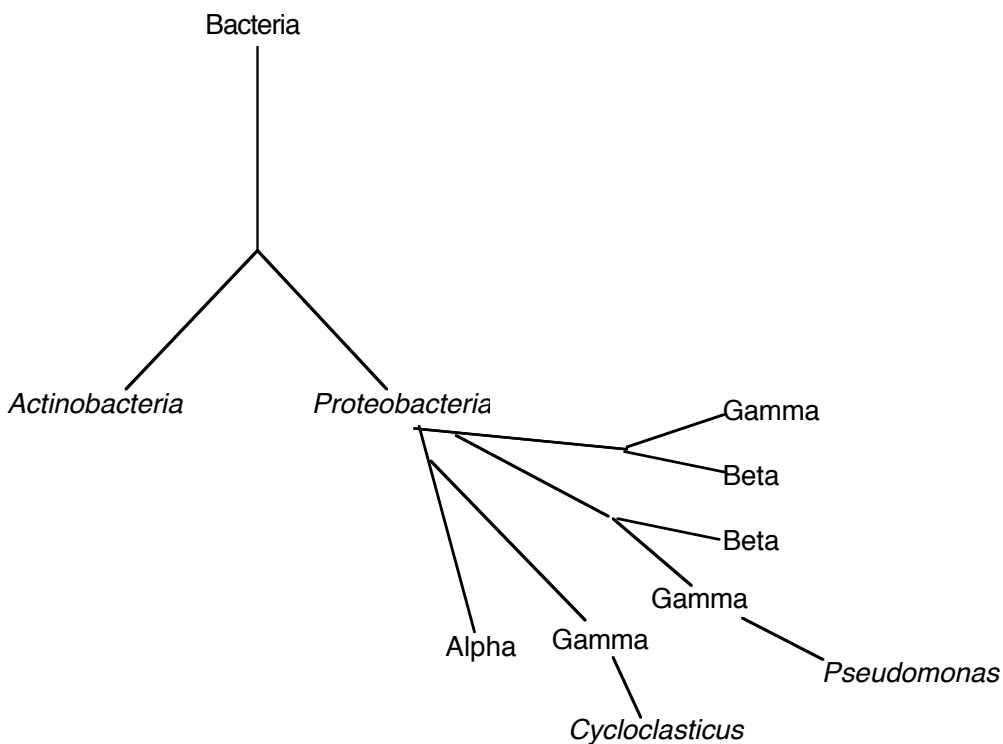 Bacteria
Actinobacteria
Proteobacteria
Gamma
Beta
Beta
Gamma
Alpha
Gamma
Pseudomonas
Cycloclasticus